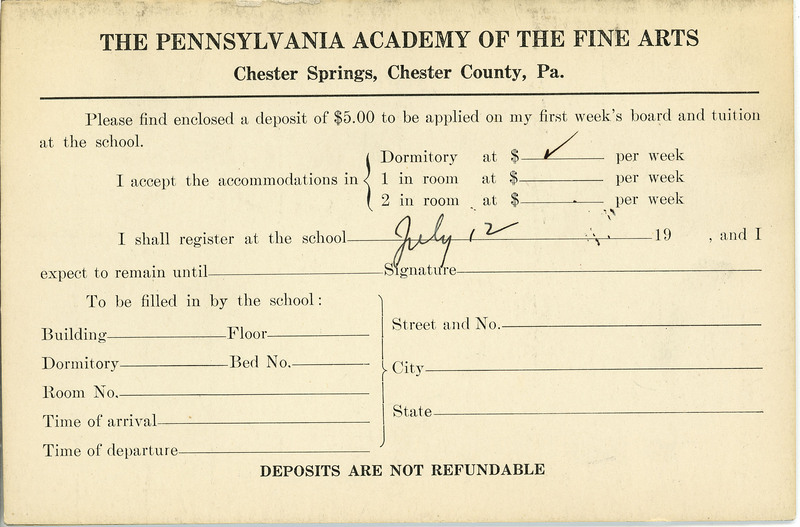 THE PENNSYLVANIA ACADEMY OF THE FINE ARTS
Chester Springs, Chester County, Pa.
Please find enclosed a deposit of $5.00 to be applied on my first week's board and tuition
at the school.
I accept the accommodations in
Dormitory at $ ✓ per week
1 in room at $ per week
2 in room at $ per week
I shall register at the school July 12 19 , and I
expect to remain until Signature
To be filled in by the school:
Building Floor
Dormitory Bed No.
Room No.
Time of arrival
Time of departure
Street and No.
City
State
DEPOSITS ARE NOT REFUNDABLE